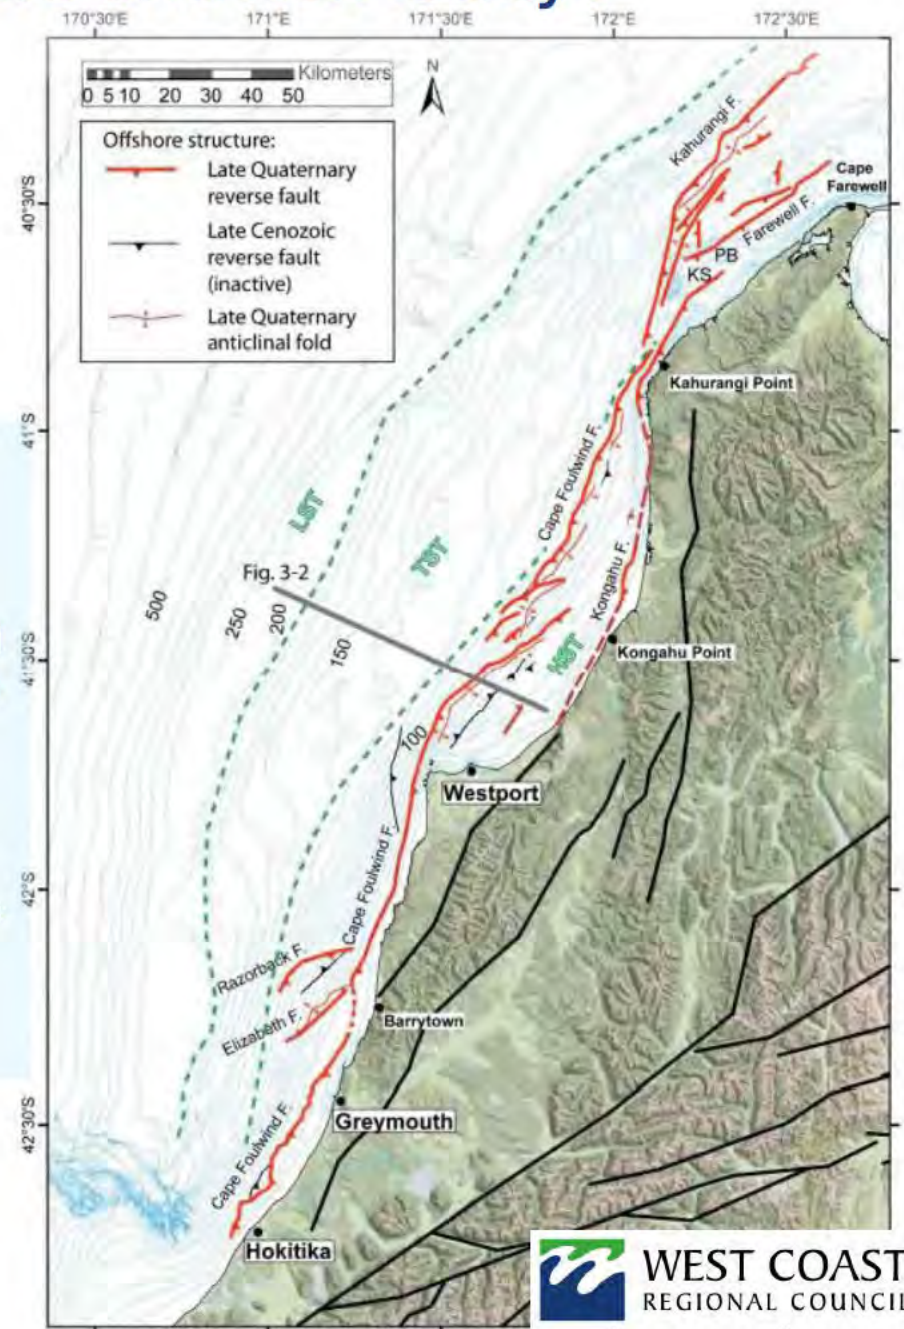 170°30'E
171°E
171°30'E
172°E
172°30'E
Kilometers
0 5 10 20 30 40 50
N
Offshore structure:
Late Quaternary
reverse fault
Late Cenozoic
reverse fault
(inactive)
Late Quaternary
anticlinal fold
Kahurangi F.
Cape
Farewell
40°30'S
Farewell F.
PB
KS
Kahurangi Point
41°S
Cape Foulwind F.
LST
TST
Fig. 3-2
500
250
200
150
Kongahu F.
HST
Kongahu Point
41°30'S
100
Westport
Cape Foulwind F.
42°S
Razorback F.
Elizabeth F.
Barrytown
Greymouth
42°30'S
Cape Foulwind F.
Hokitika
WEST COAST
REGIONAL COUNCIL